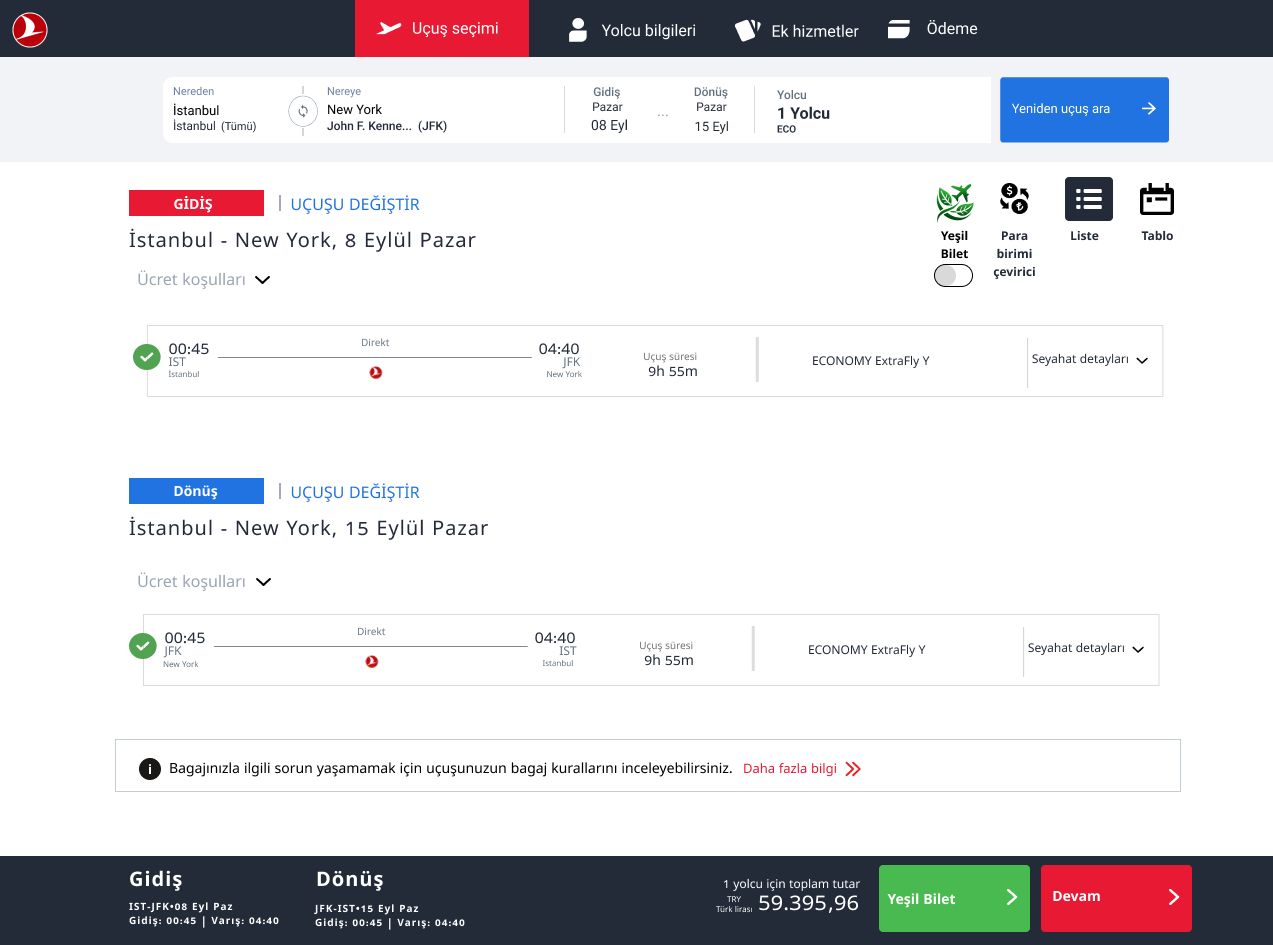 Uçuş seçimi
Yolcu bilgileri
Ek hizmetler
Ödeme
Nereden
İstanbul
İstanbul (Tümü)
Nereye
New York
John F. Kenne... (JFK)
Gidiş
Pazar
08 Eyl
...
Dönüş
Pazar
15 Eyl
Yolcu
1 Yolcu
ECO
Yeniden uçuş ara
GİDİŞ
| UÇUŞU DEĞİŞTİR
İstanbul - New York, 8 Eylül Pazar
Ücret koşulları
Yeşil
Bilet
Para
birimi
çevirici
Liste
Tablo
00:45
IST
Istanbul
Direkt
04:40
JFK
New York
Uçuş süresi
9h 55m
ECONOMY ExtraFly Y
Seyahat detayları
Dönüş
| UÇUŞU DEĞİŞTİR
İstanbul - New York, 15 Eylül Pazar
Ücret koşulları
00:45
JFK
New York
Direkt
04:40
IST
Istanbul
Uçuş süresi
9h 55m
ECONOMY ExtraFly Y
Seyahat detayları
Bagajınızla ilgili sorun yaşamamak için uçuşunuzun bagaj kurallarını inceleyebilirsiniz. Daha fazla bilgi
Gidiş
IST-JFK•08 Eyl Paz
Gidiş: 00:45 | Varış: 04:40
Dönüş
JFK-IST•15 Eyl Paz
Gidiş: 00:45 | Varış: 04:40
1 yolcu için toplam tutar
TRY
Türk lirası
59.395,96
Yeşil Bilet
Devam